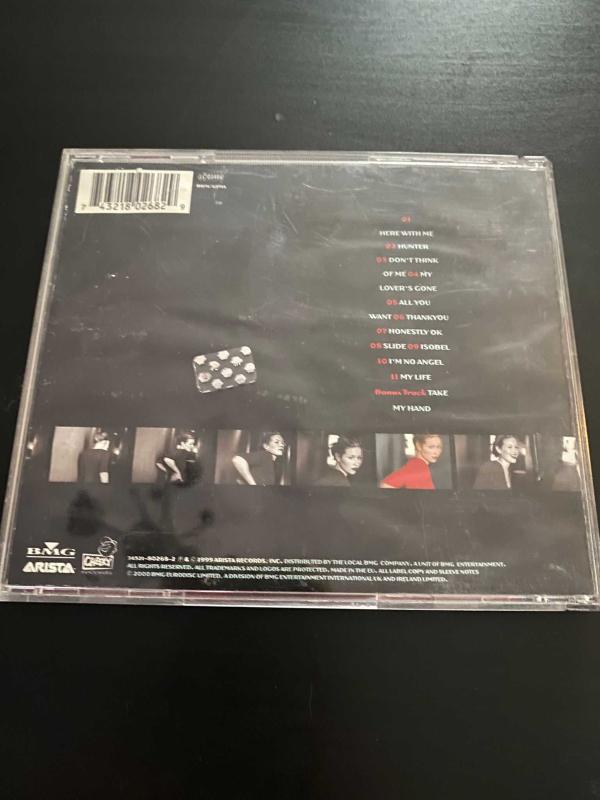 7 43218 02682 9
01
HERE WITH ME
02 HUNTER
03 DON'T THINK
OF ME 04 MY
LOVER'S GONE
05 ALL YOU
WANT 06 THANKYOU
07 HONESTLY OK
08 SLIDE 09 ISOBEL
10 I'M NO ANGEL
11 MY LIFE
Bonus Track TAKE
MY HAND
BMG
ARISTA
CHEEKY
74321-80268-2 ℗ & © 1999 ARISTA RECORDS, INC. DISTRIBUTED BY THE LOCAL BMG COMPANY, A UNIT OF BMG ENTERTAINMENT.
ALL RIGHTS RESERVED. ALL TRADEMARKS AND LOGOS ARE PROTECTED. MADE IN THE EU. ALL LABEL COPY AND SLEEVE NOTES
© 2000 BMG EURODISC LIMITED. A DIVISION OF BMG ENTERTAINMENT INTERNATIONAL UK AND IRELAND LIMITED.